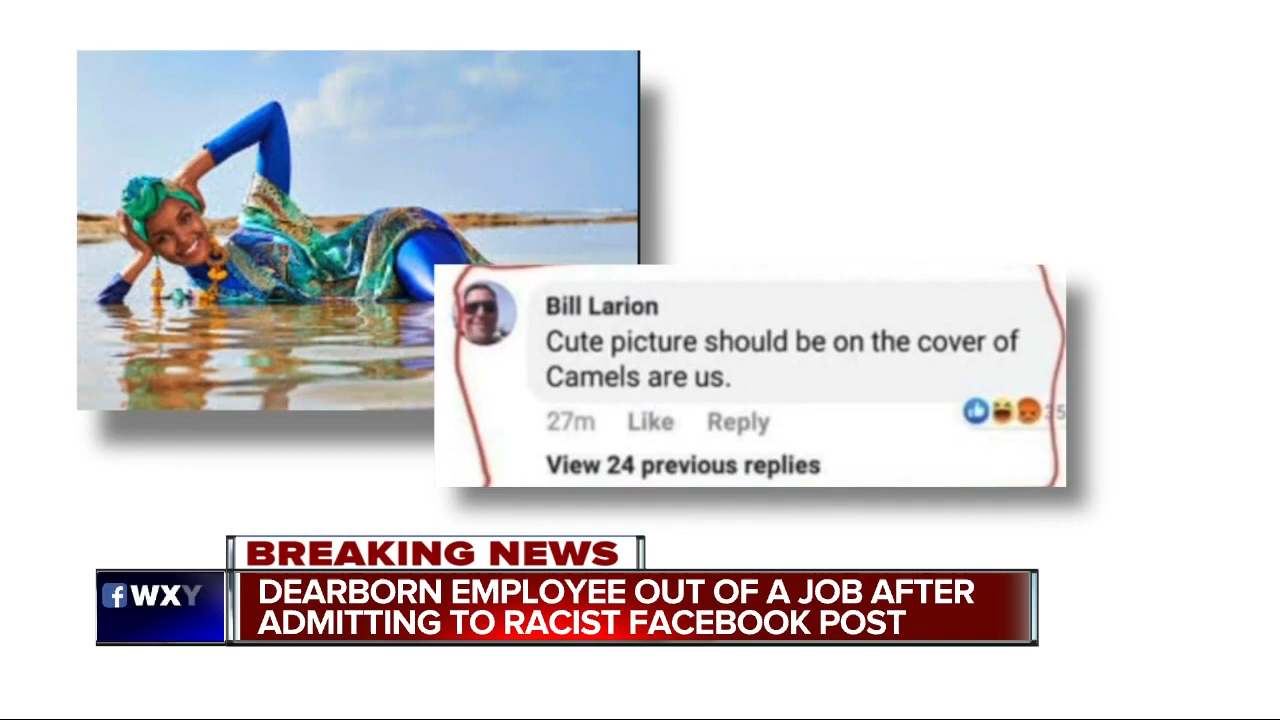 Bill Larion
Cute picture should be on the cover of
Camels are us.
27m Like Reply
View 24 previous replies
BREAKING NEWS
WXY
DEARBORN EMPLOYEE OUT OF A JOB AFTER
ADMITTING TO RACIST FACEBOOK POST